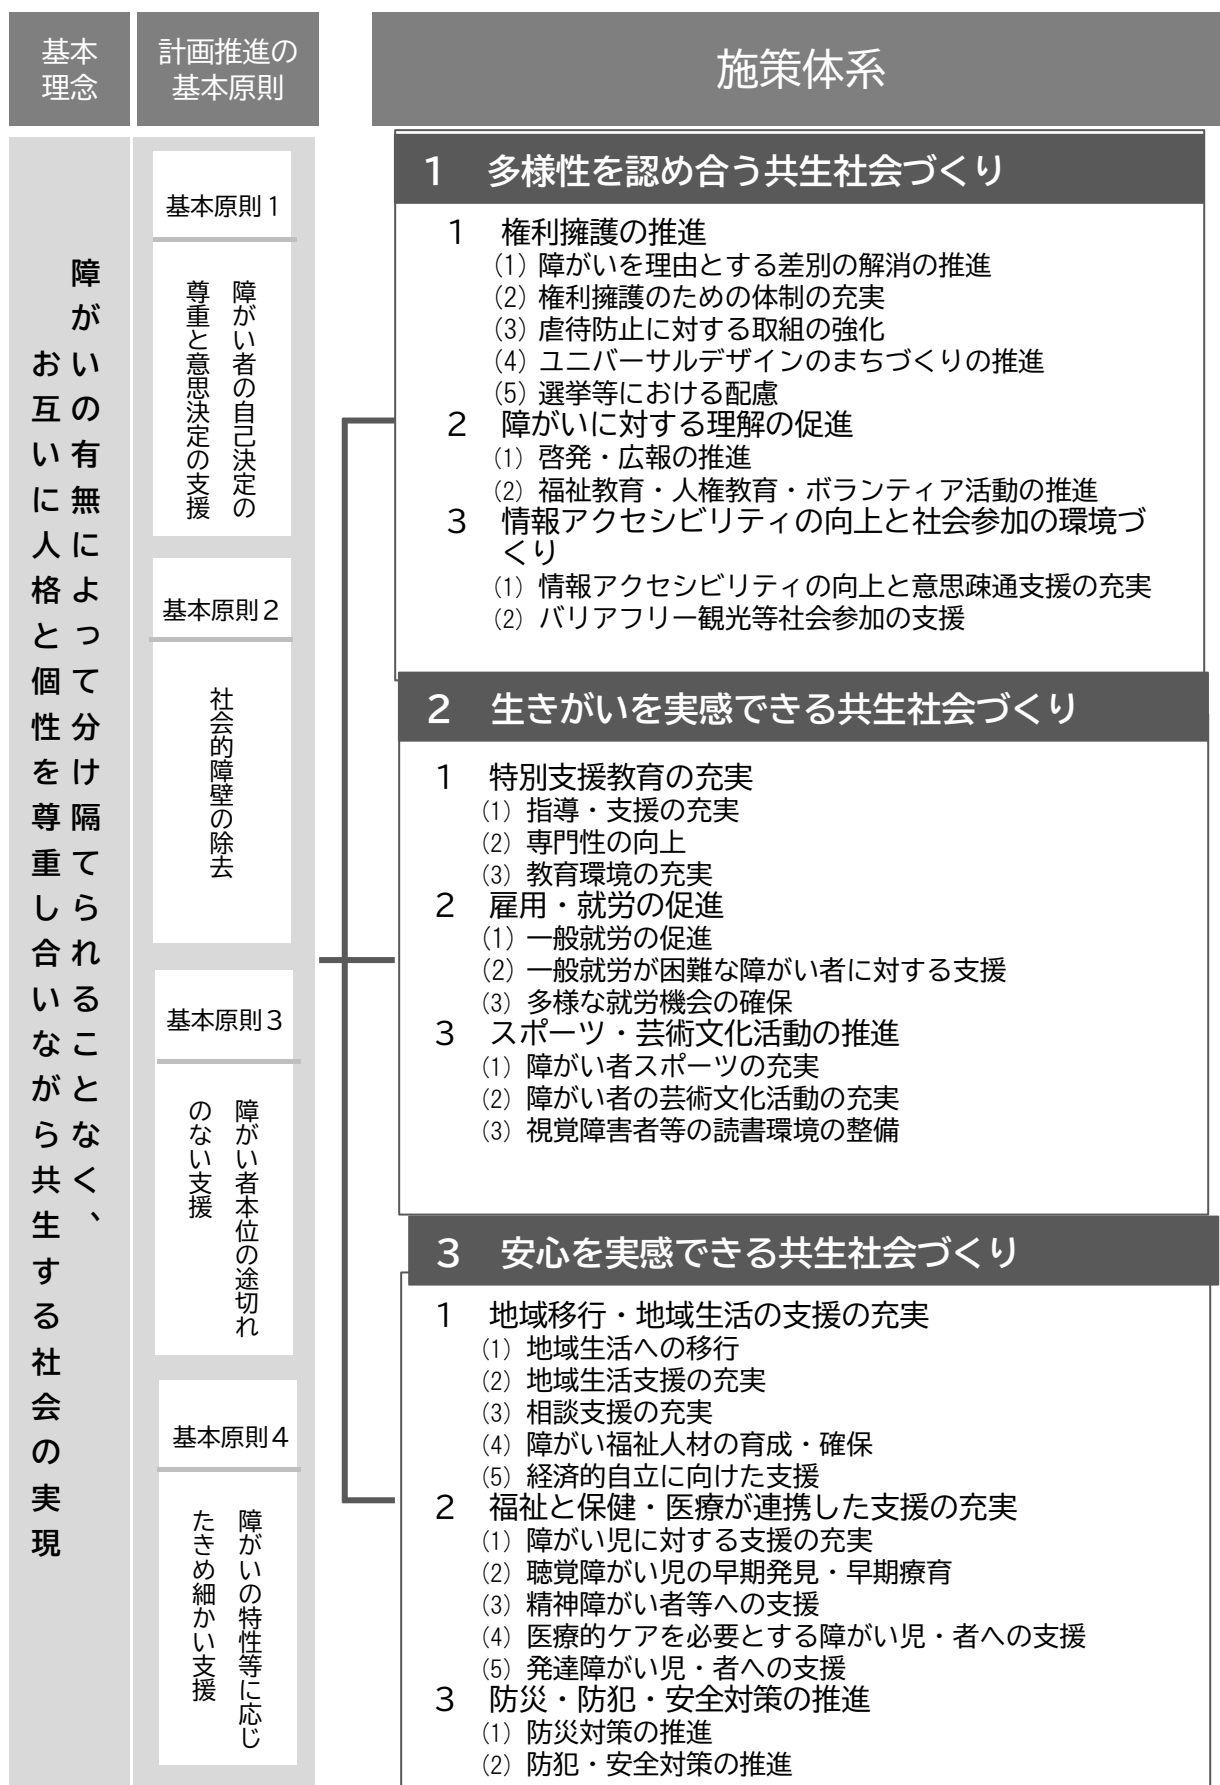 基本
理念
計画推進の
基本原則
施策体系
障がいの有無によって分け隔てられることなく、
お互いに人格と個性を尊重し合いながら共生する社会の実現
基本原則1
障がい者の自己決定の
尊重と意思決定の支援
基本原則2
社会的障壁の除去
基本原則3
障がい者本位の途切れ
のない支援
基本原則4
障がいの特性等に応じ
たきめ細かい支援
1 多様性を認め合う共生社会づくり
1 権利擁護の推進
(1) 障がいを理由とする差別の解消の推進
(2) 権利擁護のための体制の充実
(3) 虐待防止に対する取組の強化
(4) ユニバーサルデザインのまちづくりの推進
(5) 選挙等における配慮
2 障がいに対する理解の促進
(1) 啓発・広報の推進
(2) 福祉教育・人権教育・ボランティア活動の推進
3 情報アクセシビリティの向上と社会参加の環境づ
くり
(1) 情報アクセシビリティの向上と意思疎通支援の充実
(2) バリアフリー観光等社会参加の支援
2 生きがいを実感できる共生社会づくり
1 特別支援教育の充実
(1) 指導・支援の充実
(2) 専門性の向上
(3) 教育環境の充実
2 雇用・就労の促進
(1) 一般就労の促進
(2) 一般就労が困難な障がい者に対する支援
(3) 多様な就労機会の確保
3 スポーツ・芸術文化活動の推進
(1) 障がい者スポーツの充実
(2) 障がい者の芸術文化活動の充実
(3) 視覚障害者等の読書環境の整備
3 安心を実感できる共生社会づくり
1 地域移行・地域生活の支援の充実
(1) 地域生活への移行
(2) 地域生活支援の充実
(3) 相談支援の充実
(4) 障がい福祉人材の育成・確保
(5) 経済的自立に向けた支援
2 福祉と保健・医療が連携した支援の充実
(1) 障がい児に対する支援の充実
(2) 聴覚障がい児の早期発見・早期療育
(3) 精神障がい者等への支援
(4) 医療的ケアを必要とする障がい児・者への支援
(5) 発達障がい児・者への支援
3 防災・防犯・安全対策の推進
(1) 防災対策の推進
(2) 防犯・安全対策の推進